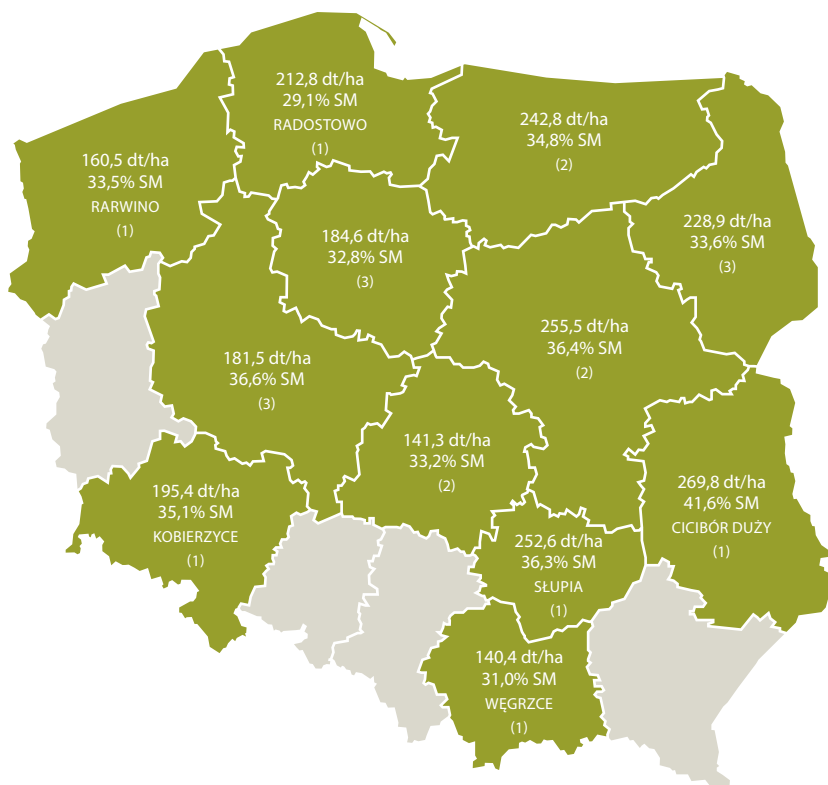 212,8 dt/ha
29,1% SM
RADOSTOWO
(1)
242,8 dt/ha
34,8% SM
(2)
160,5 dt/ha
33,5% SM
RARWINO
(1)
184,6 dt/ha
32,8% SM
(3)
228,9 dt/ha
33,6% SM
(3)
255,5 dt/ha
36,4% SM
(2)
181,5 dt/ha
36,6% SM
(3)
141,3 dt/ha
33,2% SM
(2)
269,8 dt/ha
41,6% SM
CICIBÓR DUŻY
(1)
195,4 dt/ha
35,1% SM
KOBIERZYCE
(1)
252,6 dt/ha
36,3% SM
SŁUPIA
(1)
140,4 dt/ha
31,0% SM
WĘGRZCE
(1)